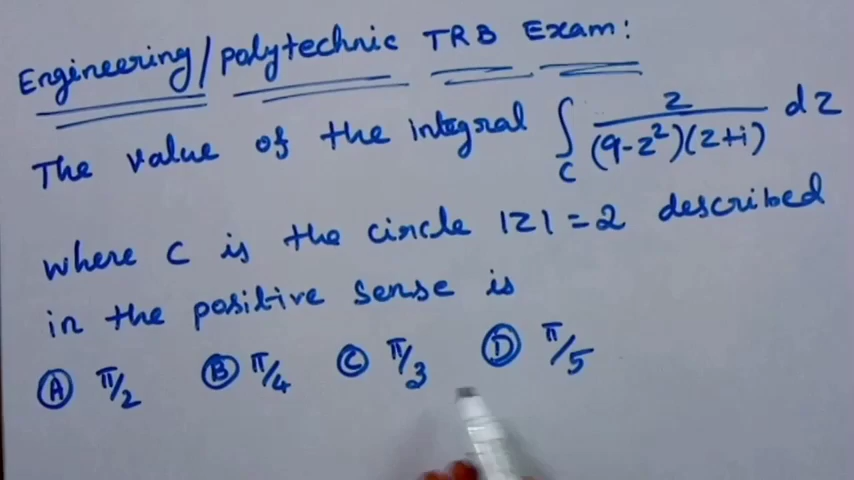 Engineering/polytechnic TRB Exam:
The value of the integral ∫_C z/((9-z²)(z+i)) dz
where C is the circle |z| = 2 described
in the positive sense is
Ⓐ π/2 Ⓑ π/4 Ⓒ π/3 Ⓓ π/5